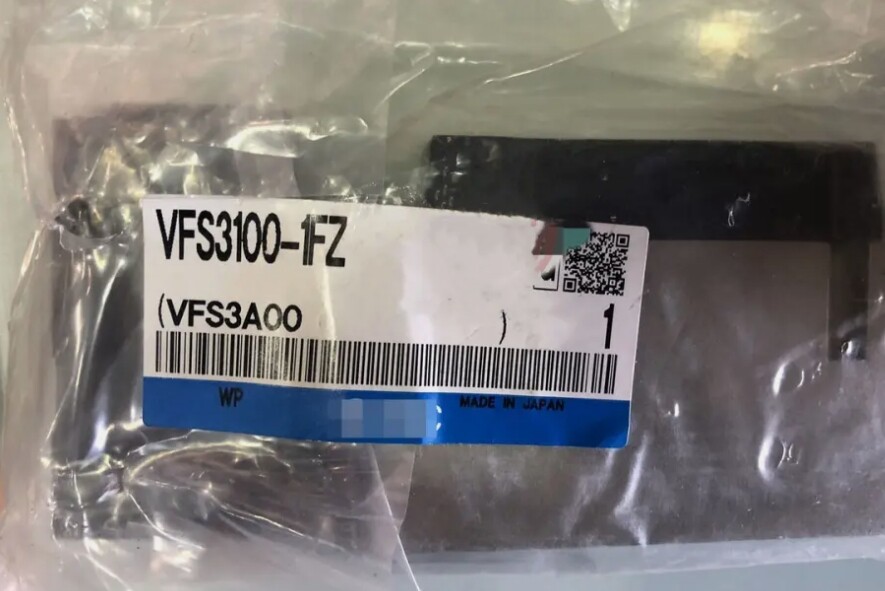 VFS3100-1FZ
(VFS3A00 ) 1
WP MADE IN JAPAN